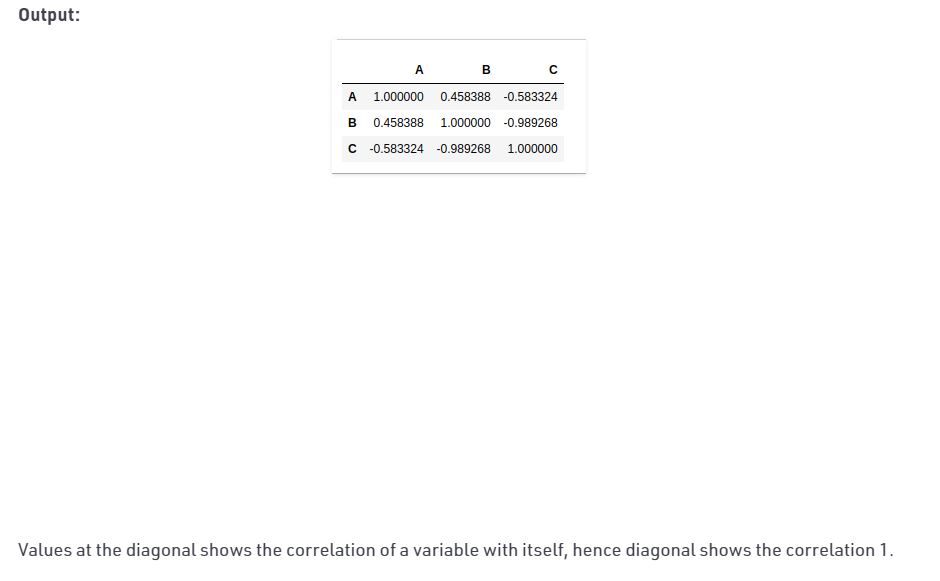 Output:
A B C
A 1.000000 0.458388 -0.583324
B 0.458388 1.000000 -0.989268
C -0.583324 -0.989268 1.000000
Values at the diagonal shows the correlation of a variable with itself, hence diagonal shows the correlation 1.